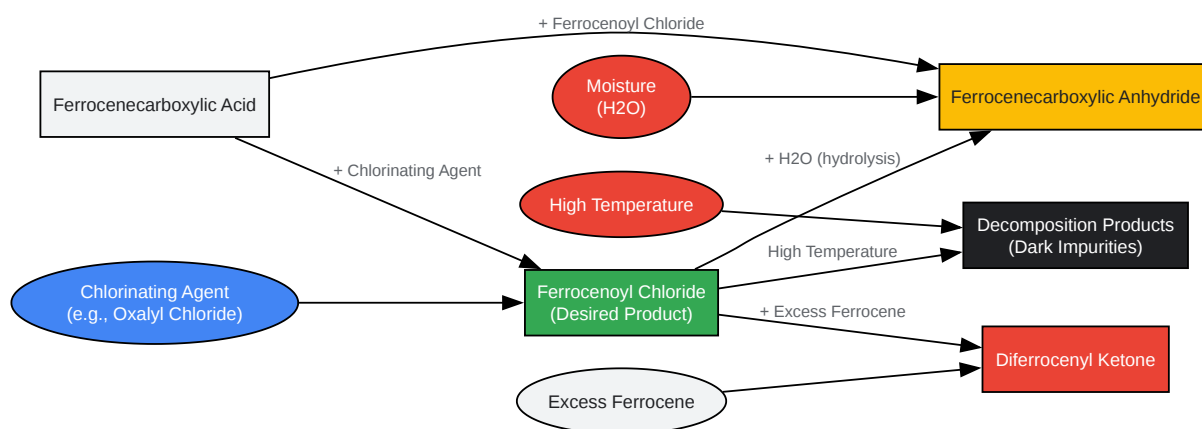 + Ferrocenoyl Chloride
Ferrocenecarboxylic Acid
Moisture
(H2O)
Ferrocenecarboxylic Anhydride
+ Chlorinating Agent
+ H2O (hydrolysis)
High Temperature
Decomposition Products
(Dark Impurities)
High Temperature
Chlorinating Agent
(e.g., Oxalyl Chloride)
Ferrocenoyl Chloride
(Desired Product)
+ Excess Ferrocene
Diferrocenyl Ketone
Excess Ferrocene